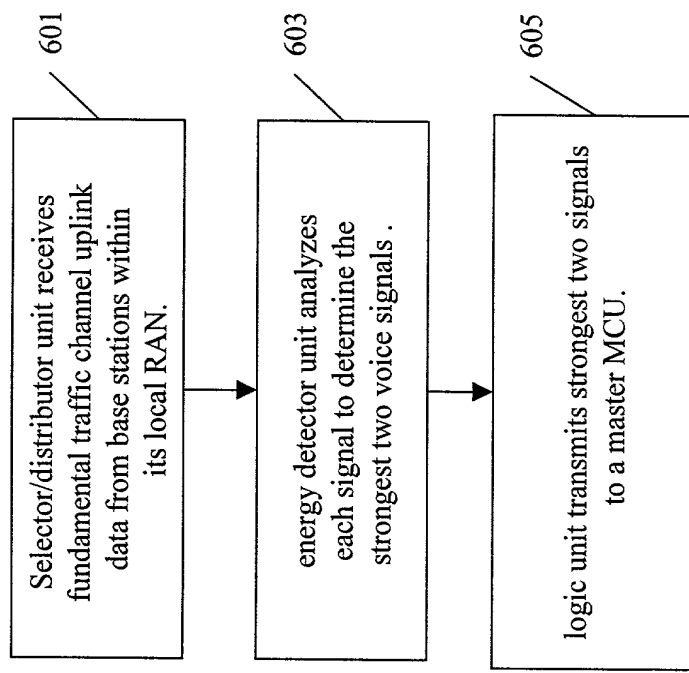 Selector/distributor unit receives
fundamental traffic channel uplink
data from base stations within
its local RAN.
601
energy detector unit analyzes
each signal to determine the
strongest two voice signals .
603
logic unit transmits strongest two signals
to a master MCU.
605